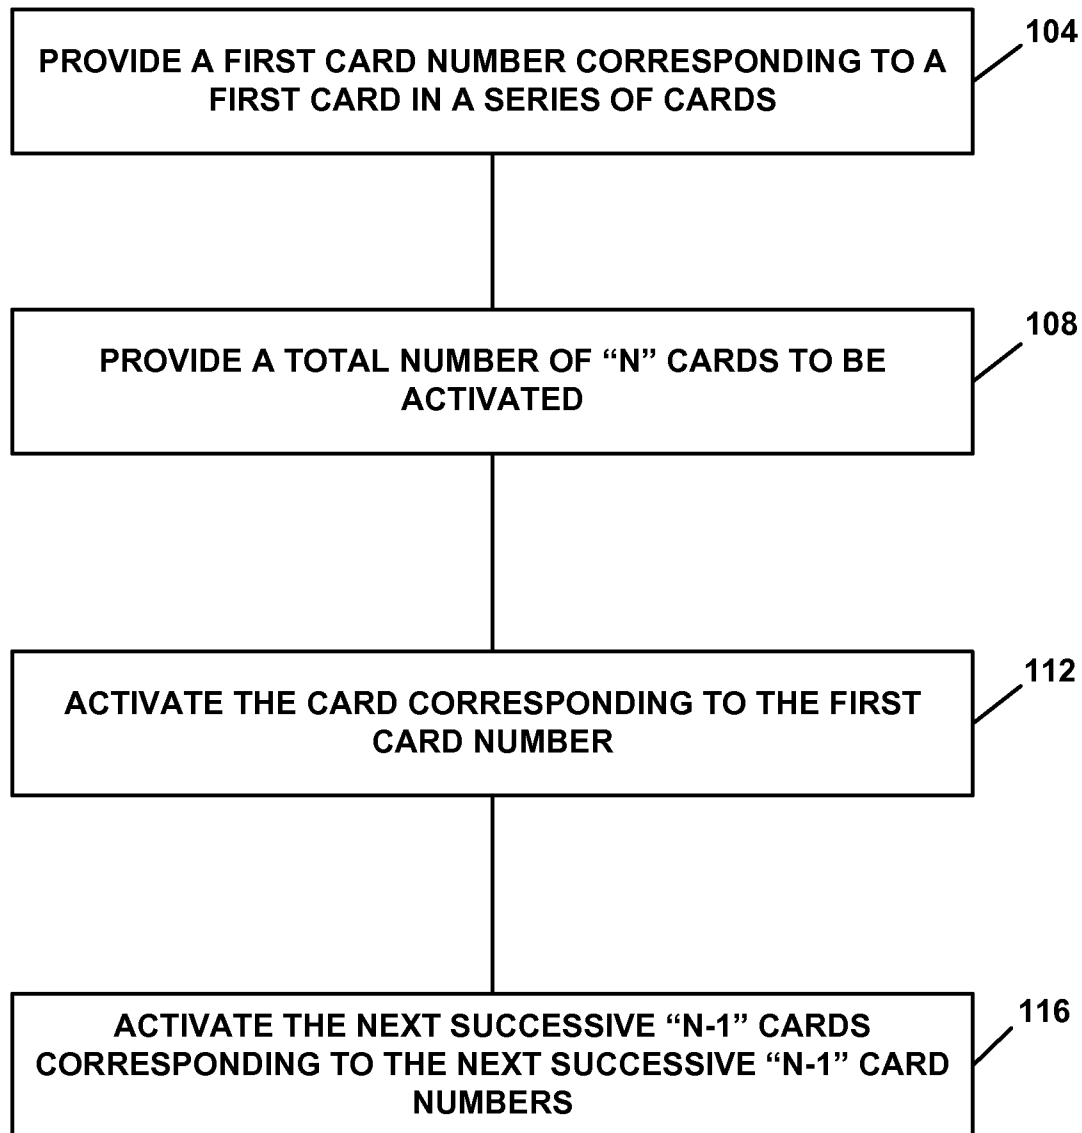 104
PROVIDE A FIRST CARD NUMBER CORRESPONDING TO A
FIRST CARD IN A SERIES OF CARDS
108
PROVIDE A TOTAL NUMBER OF “N” CARDS TO BE
ACTIVATED
112
ACTIVATE THE CARD CORRESPONDING TO THE FIRST
CARD NUMBER
116
ACTIVATE THE NEXT SUCCESSIVE “N-1” CARDS
CORRESPONDING TO THE NEXT SUCCESSIVE “N-1” CARD
NUMBERS